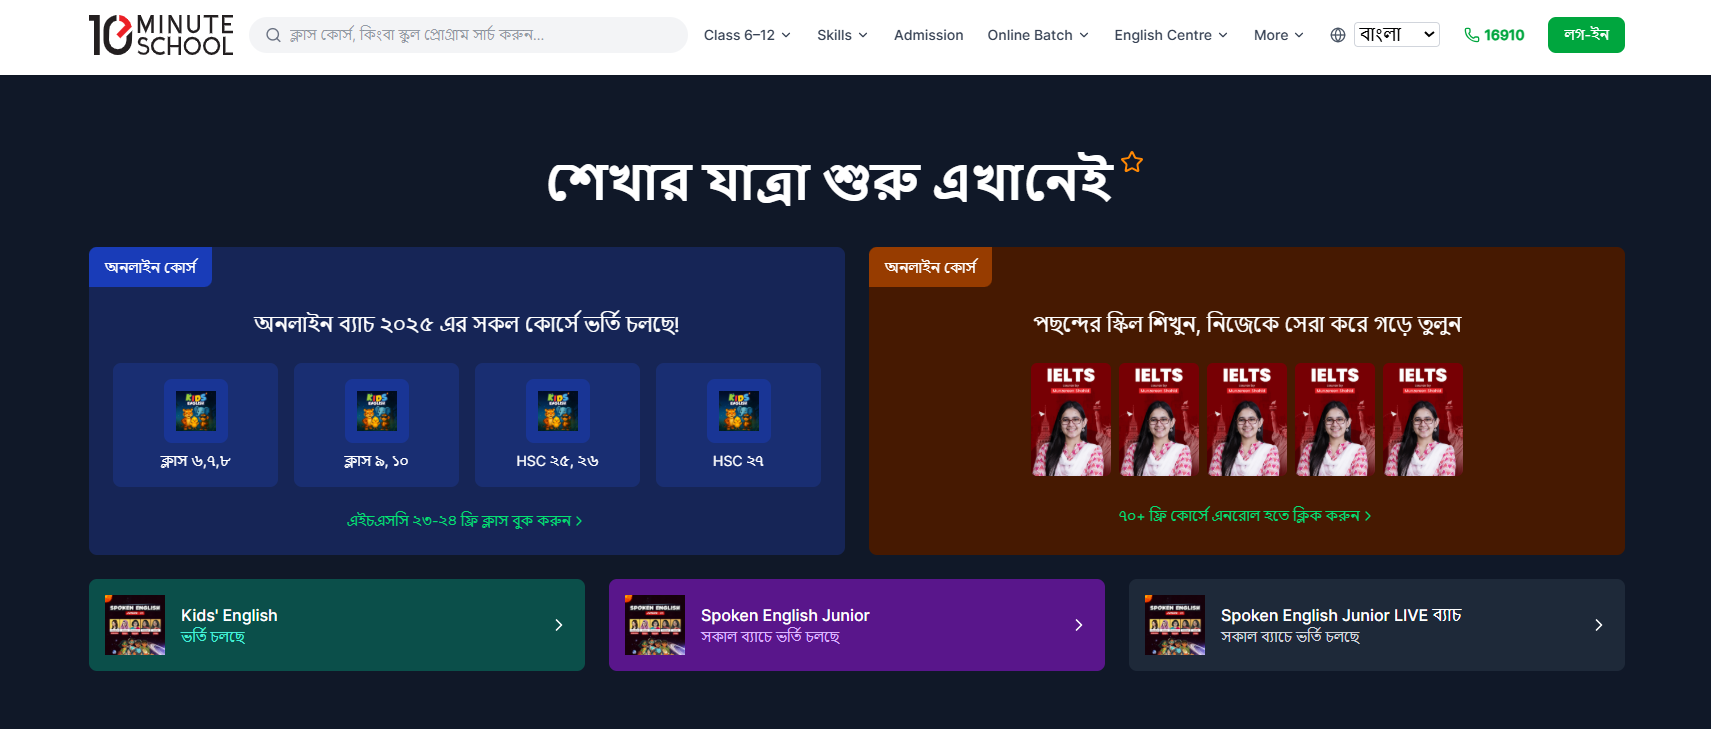 10 MINUTE SCHOOL
ক্লাস কোর্স, কিংবা স্কুল প্রোগ্রাম সার্চ করুন...
Class 6–12
Skills
Admission
Online Batch
English Centre
More
বাংলা
16910
লগ-ইন
শেখার যাত্রা শুরু এখানেই
অনলাইন কোর্স
অনলাইন ব্যাচ ২০২৫ এর সকল কোর্সে ভর্তি চলছে!
KIDS' ENGLISH
KIDS' ENGLISH
KIDS' ENGLISH
KIDS' ENGLISH
ক্লাস ৬,৭,৮
ক্লাস ৯, ১০
HSC ২৫, ২৬
HSC ২৭
এইচএসসি ২৩-২৪ ফ্রি ক্লাস বুক করুন
অনলাইন কোর্স
পছন্দের স্কিল শিখুন, নিজেকে সেরা করে গড়ে তুলুন
IELTS
IELTS
IELTS
IELTS
IELTS
৭০+ ফ্রি কোর্সে এনরোল হতে ক্লিক করুন
SPOKEN ENGLISH
Kids' English
ভর্তি চলছে
SPOKEN ENGLISH
Spoken English Junior
সকাল ব্যাচে ভর্তি চলছে
SPOKEN ENGLISH
Spoken English Junior LIVE ব্যাচ
সকাল ব্যাচে ভর্তি চলছে